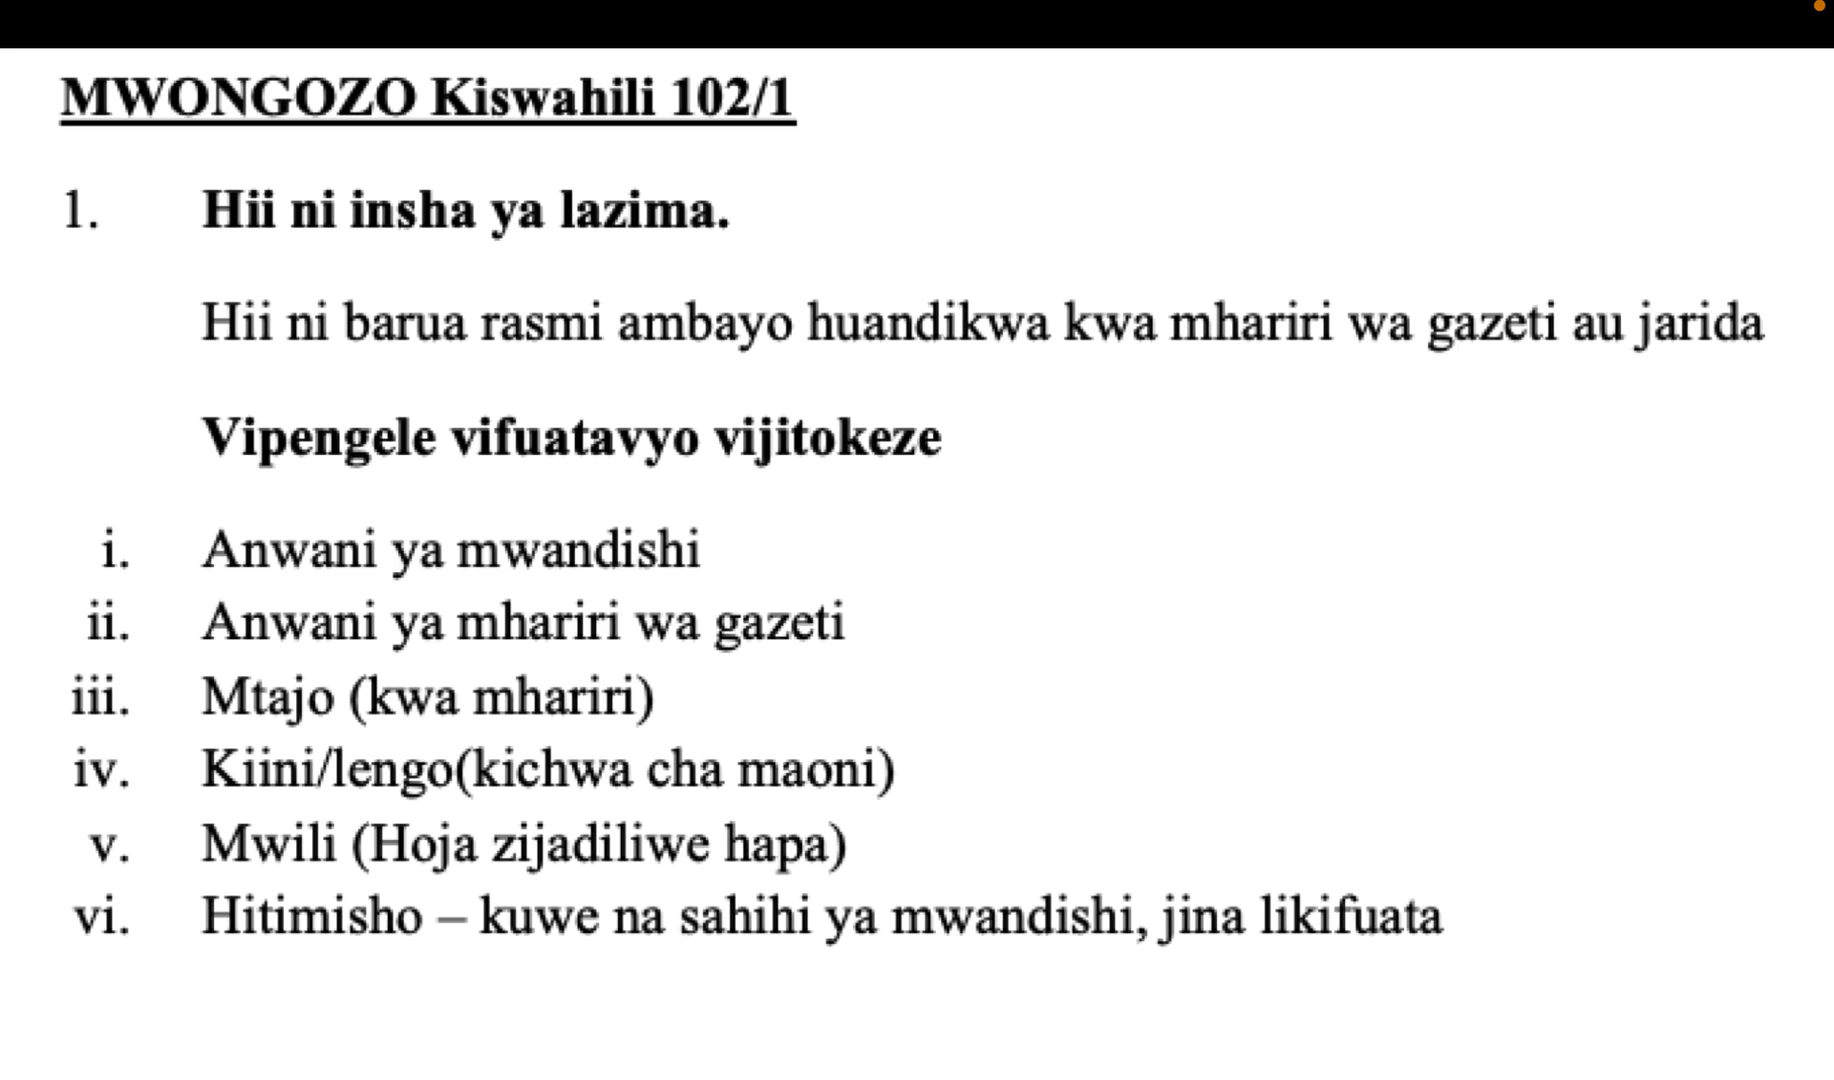 MWONGOZO Kiswahili 102/1
1. Hii ni insha ya lazima.
Hii ni barua rasmi ambayo huandikwa kwa mhariri wa gazeti au jarida
Vipengele vifuatavyo vijitokeze
i. Anwani ya mwandishi
ii. Anwani ya mhariri wa gazeti
iii. Mtajo (kwa mhariri)
iv. Kiini/lengo(kichwa cha maoni)
v. Mwili (Hoja zijadiliwe hapa)
vi. Hitimisho – kuwe na sahihi ya mwandishi, jina likifuata